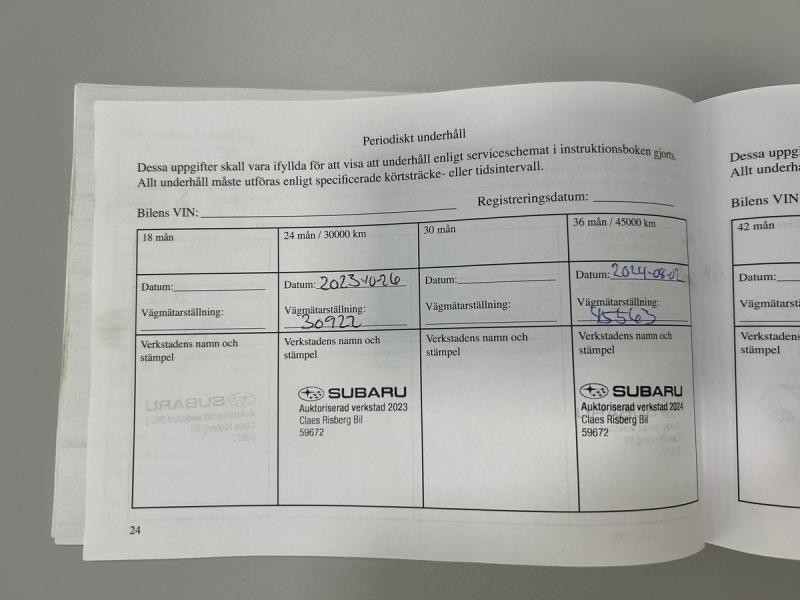 Periodiskt underhåll
Dessa uppgifter skall vara ifyllda för att visa att underhåll enligt serviceschemat i instruktionsboken gjorts.
Allt underhåll måste utföras enligt specificerade körtsträcke- eller tidsintervall.
Bilens VIN:
Registreringsdatum:
18 mån
Datum:
Vägmätarställning:
Verkstadens namn och
stämpel
24 mån / 30000 km
Datum: 2023-10-26
Vägmätarställning:
30922
Verkstadens namn och
stämpel
SUBARU
Auktoriserad verkstad 2023
Claes Risberg Bil
59672
30 mån
Datum:
Vägmätarställning:
Verkstadens namn och
stämpel
36 mån / 45000 km
Datum: 2024-08-02
Vägmätarställning:
45563
Verkstadens namn och
stämpel
SUBARU
Auktoriserad verkstad 2024
Claes Risberg Bil
59672
24
Dessa
Allt
Bilens VIN
42 mån
Datum:
Verkstadens
stämpel